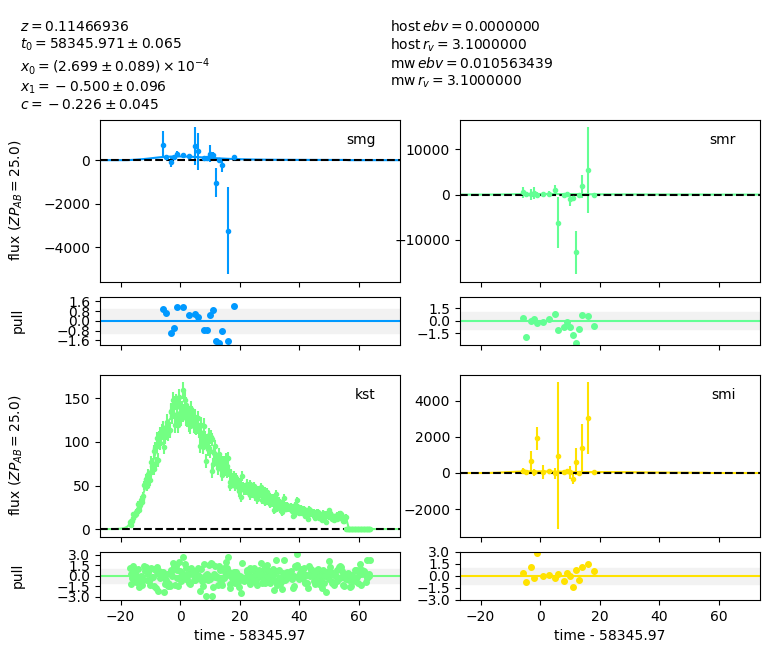 z = 0.11466936
t₀ = 58345.971 ± 0.065
x₀ = (2.699 ± 0.089) × 10⁻⁴
x₁ = − 0.500 ± 0.096
c = − 0.226 ± 0.045
host ebv = 0.0000000
host r_v = 3.1000000
mw ebv = 0.010563439
mw r_v = 3.1000000
flux (ZP_AB = 25.0)
0
−2000
−4000
smg
10000
0
−10000
smr
pull
1.6
0.8
0.0
−0.8
−1.6
1.5
0.0
−1.5
flux (ZP_AB = 25.0)
150
100
50
0
kst
4000
2000
0
−2000
smi
pull
3.0
1.5
0.0
−1.5
−3.0
−20 0 20 40 60
time - 58345.97
3.0
1.5
0.0
−1.5
−3.0
−20 0 20 40 60
time - 58345.97